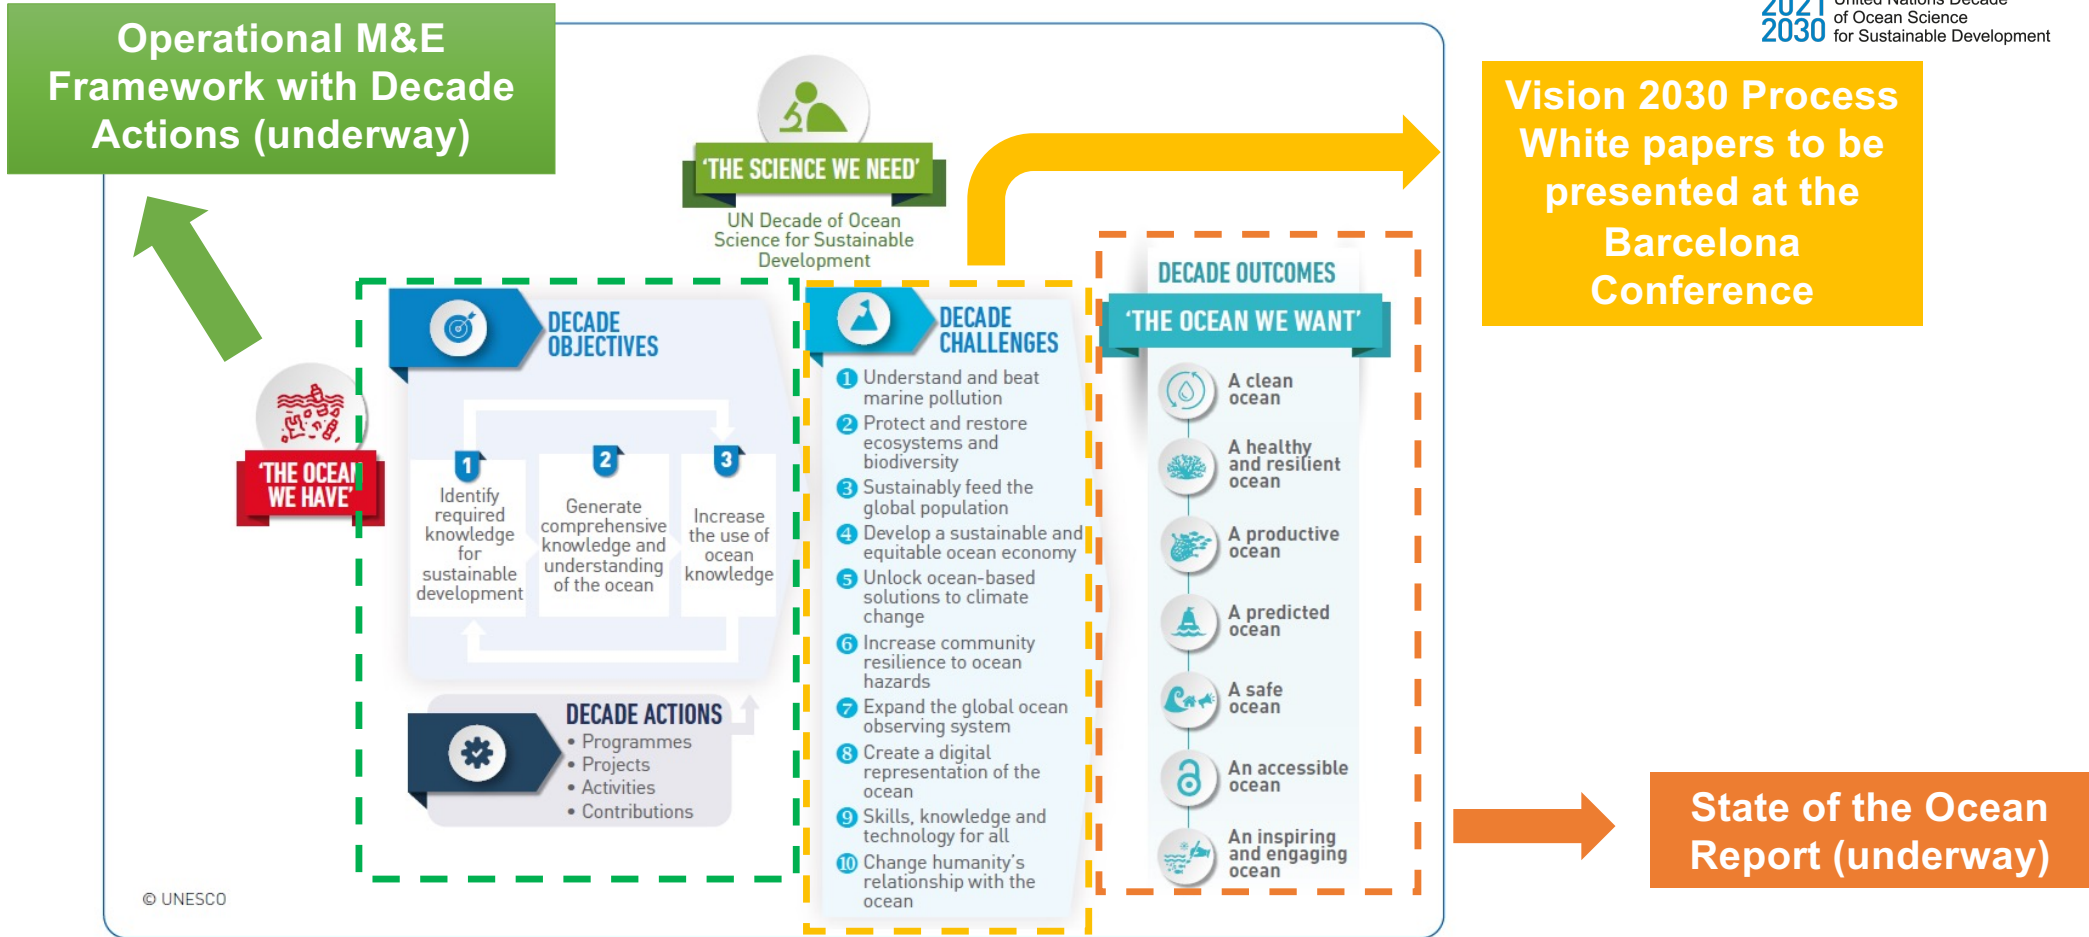 Operational M&E
Framework with Decade
Actions (underway)
2021
2030
United Nations Decade
of Ocean Science
for Sustainable Development
Vision 2030 Process
White papers to be
presented at the
Barcelona
Conference
‘THE SCIENCE WE NEED’
UN Decade of Ocean
Science for Sustainable
Development
‘THE OCEAN
WE HAVE’
DECADE
OBJECTIVES
1
Identify
required
knowledge
for
sustainable
development
2
Generate
comprehensive
knowledge and
understanding
of the ocean
3
Increase
the use of
ocean
knowledge
DECADE ACTIONS
• Programmes
• Projects
• Activities
• Contributions
DECADE
CHALLENGES
1 Understand and beat
marine pollution
2 Protect and restore
ecosystems and
biodiversity
3 Sustainably feed the
global population
4 Develop a sustainable and
equitable ocean economy
5 Unlock ocean-based
solutions to climate
change
6 Increase community
resilience to ocean
hazards
7 Expand the global ocean
observing system
8 Create a digital
representation of the
ocean
9 Skills, knowledge and
technology for all
10 Change humanity’s
relationship with the
ocean
DECADE OUTCOMES
‘THE OCEAN WE WANT’
A clean
ocean
A healthy
and resilient
ocean
A productive
ocean
A predicted
ocean
A safe
ocean
An accessible
ocean
An inspiring
and engaging
ocean
State of the Ocean
Report (underway)
© UNESCO